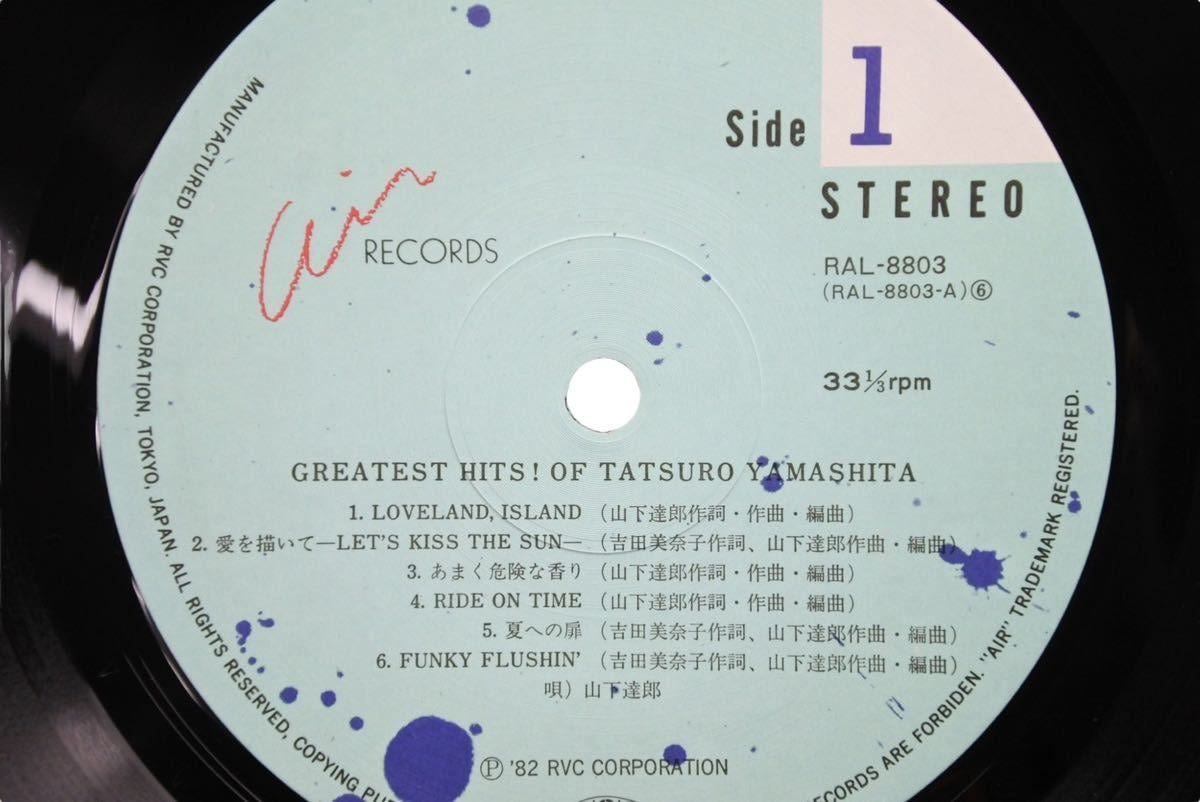 Side 1
STEREO
Air
RECORDS
RAL-8803
(RAL-8803-A)⑥
33 1/3 rpm
GREATEST HITS! OF TATSURO YAMASHITA
1. LOVELAND, ISLAND (山下達郎作詞・作曲・編曲)
2. 愛を描いて—LET'S KISS THE SUN— (吉田美奈子作詞、山下達郎作曲・編曲)
3. あまく危険な香り (山下達郎作詞・作曲・編曲)
4. RIDE ON TIME (山下達郎作詞・作曲・編曲)
5. 夏への扉 (吉田美奈子作詞、山下達郎作曲・編曲)
6. FUNKY FLUSHIN' (吉田美奈子作詞、山下達郎作曲・編曲)
唄) 山下達郎
Ⓟ '82 RVC CORPORATION
MANUFACTURED BY RVC CORPORATION, TOKYO, JAPAN. ALL RIGHTS RESERVED, COPYING
RECORDS ARE FORBIDDEN. "AIR" TRADEMARK REGISTERED.